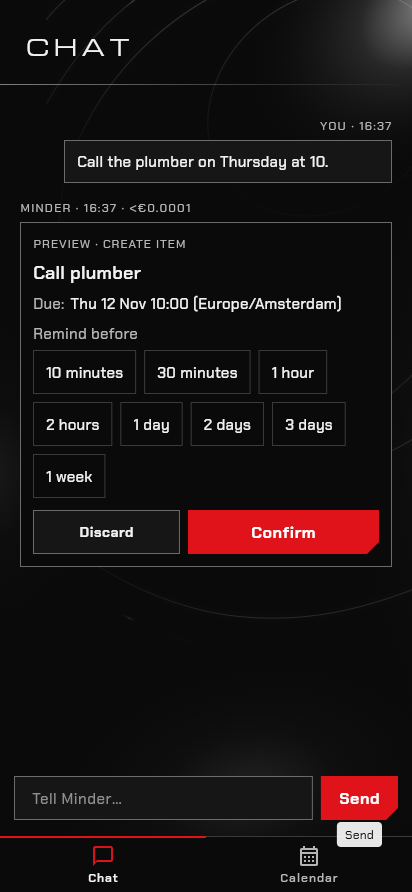 CHAT
YOU · 16:37
Call the plumber on Thursday at 10.
MINDER · 16:37 · <€0.0001
PREVIEW · CREATE ITEM
Call plumber
Due: Thu 12 Nov 10:00 (Europe/Amsterdam)
Remind before
10 minutes 30 minutes 1 hour
2 hours 1 day 2 days 3 days
1 week
Discard Confirm
Tell Minder… Send
Send
Chat Calendar